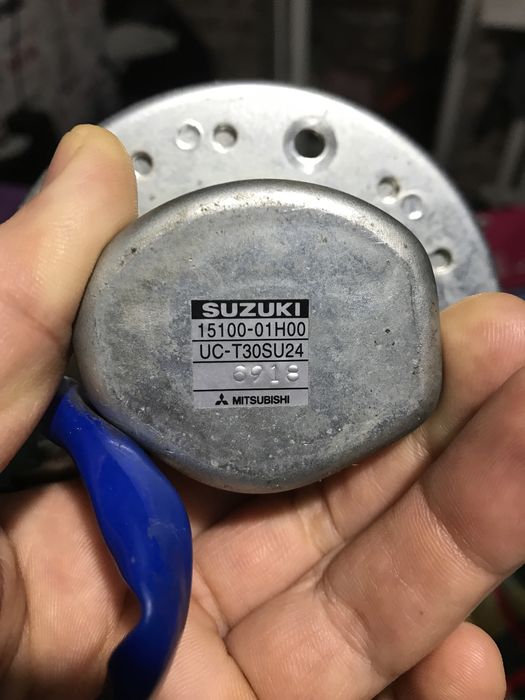 SUZUKI
15100-01H00
UC-T30SU24
6918
MITSUBISHI